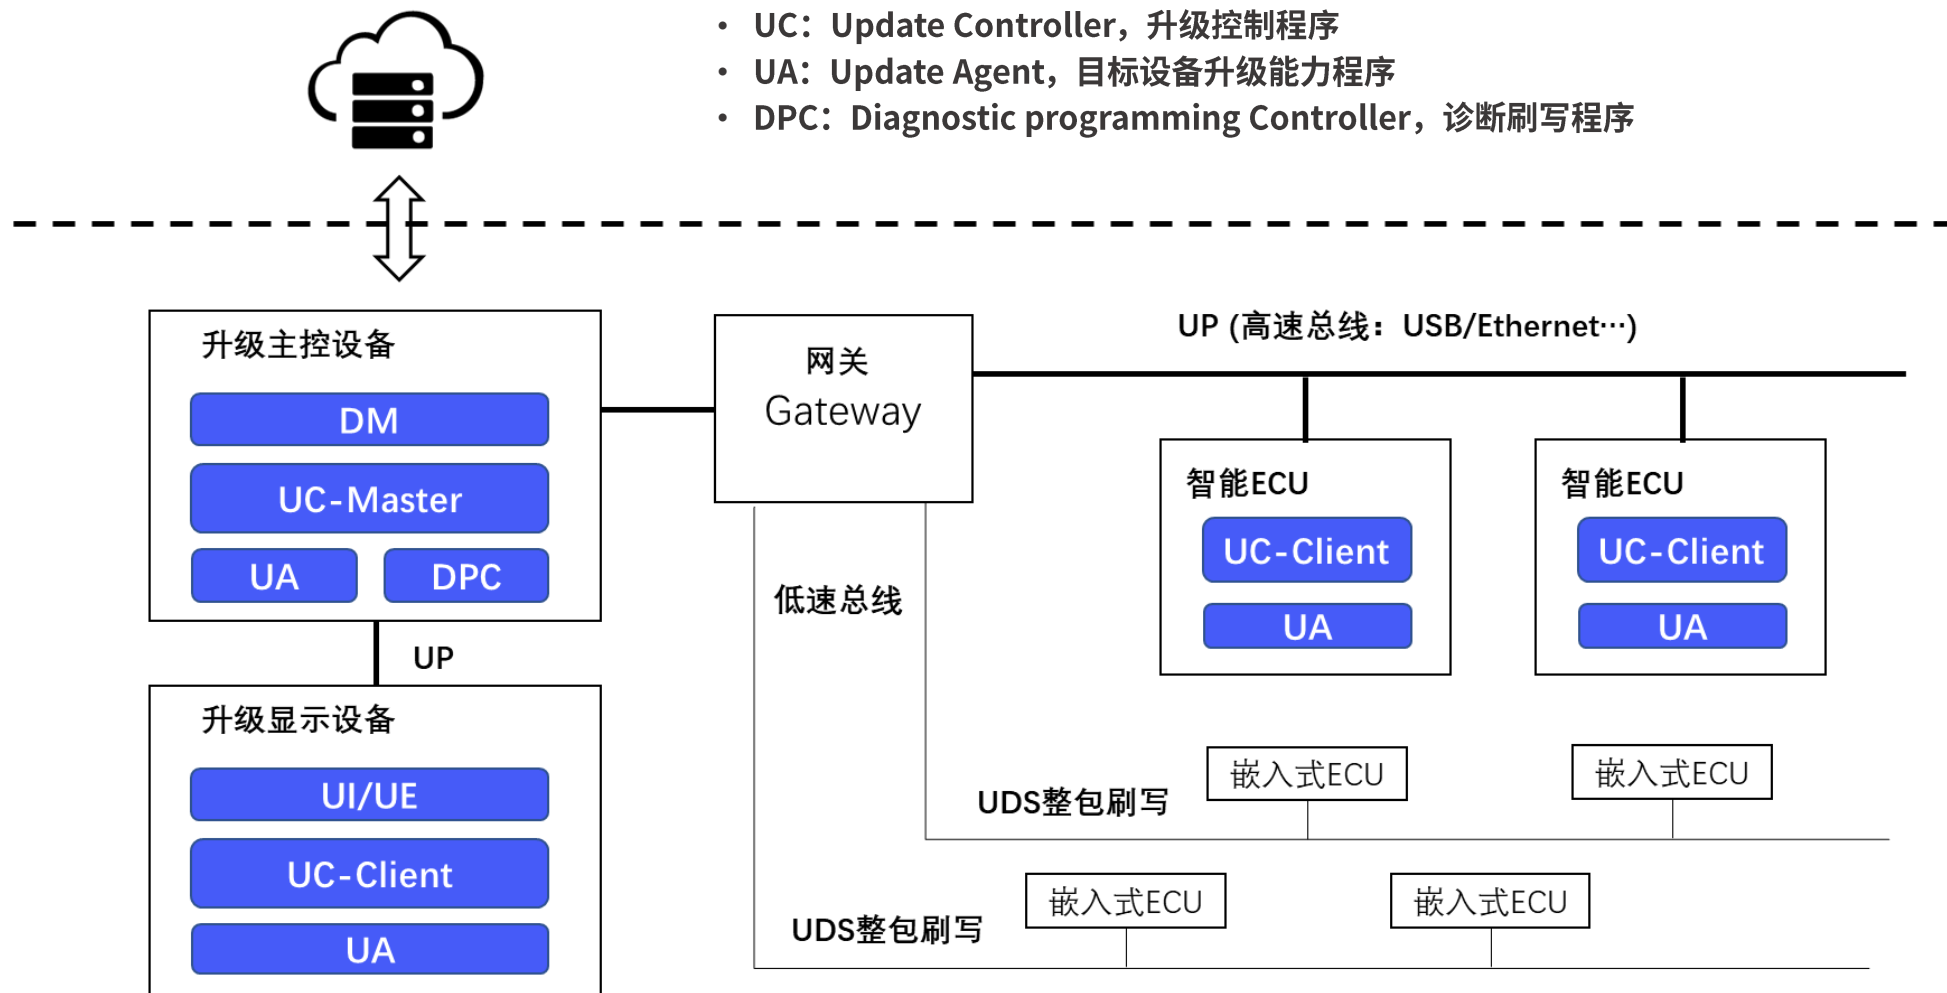 • UC：Update Controller，升级控制程序
• UA：Update Agent，目标设备升级能力程序
• DPC：Diagnostic programming Controller，诊断刷写程序
升级主控设备
DM
UC-Master
UA
DPC
UP
升级显示设备
UI/UE
UC-Client
UA
网关
Gateway
UP (高速总线：USB/Ethernet…)
智能ECU
UC-Client
UA
智能ECU
UC-Client
UA
低速总线
UDS整包刷写
嵌入式ECU
嵌入式ECU
UDS整包刷写
嵌入式ECU
嵌入式ECU